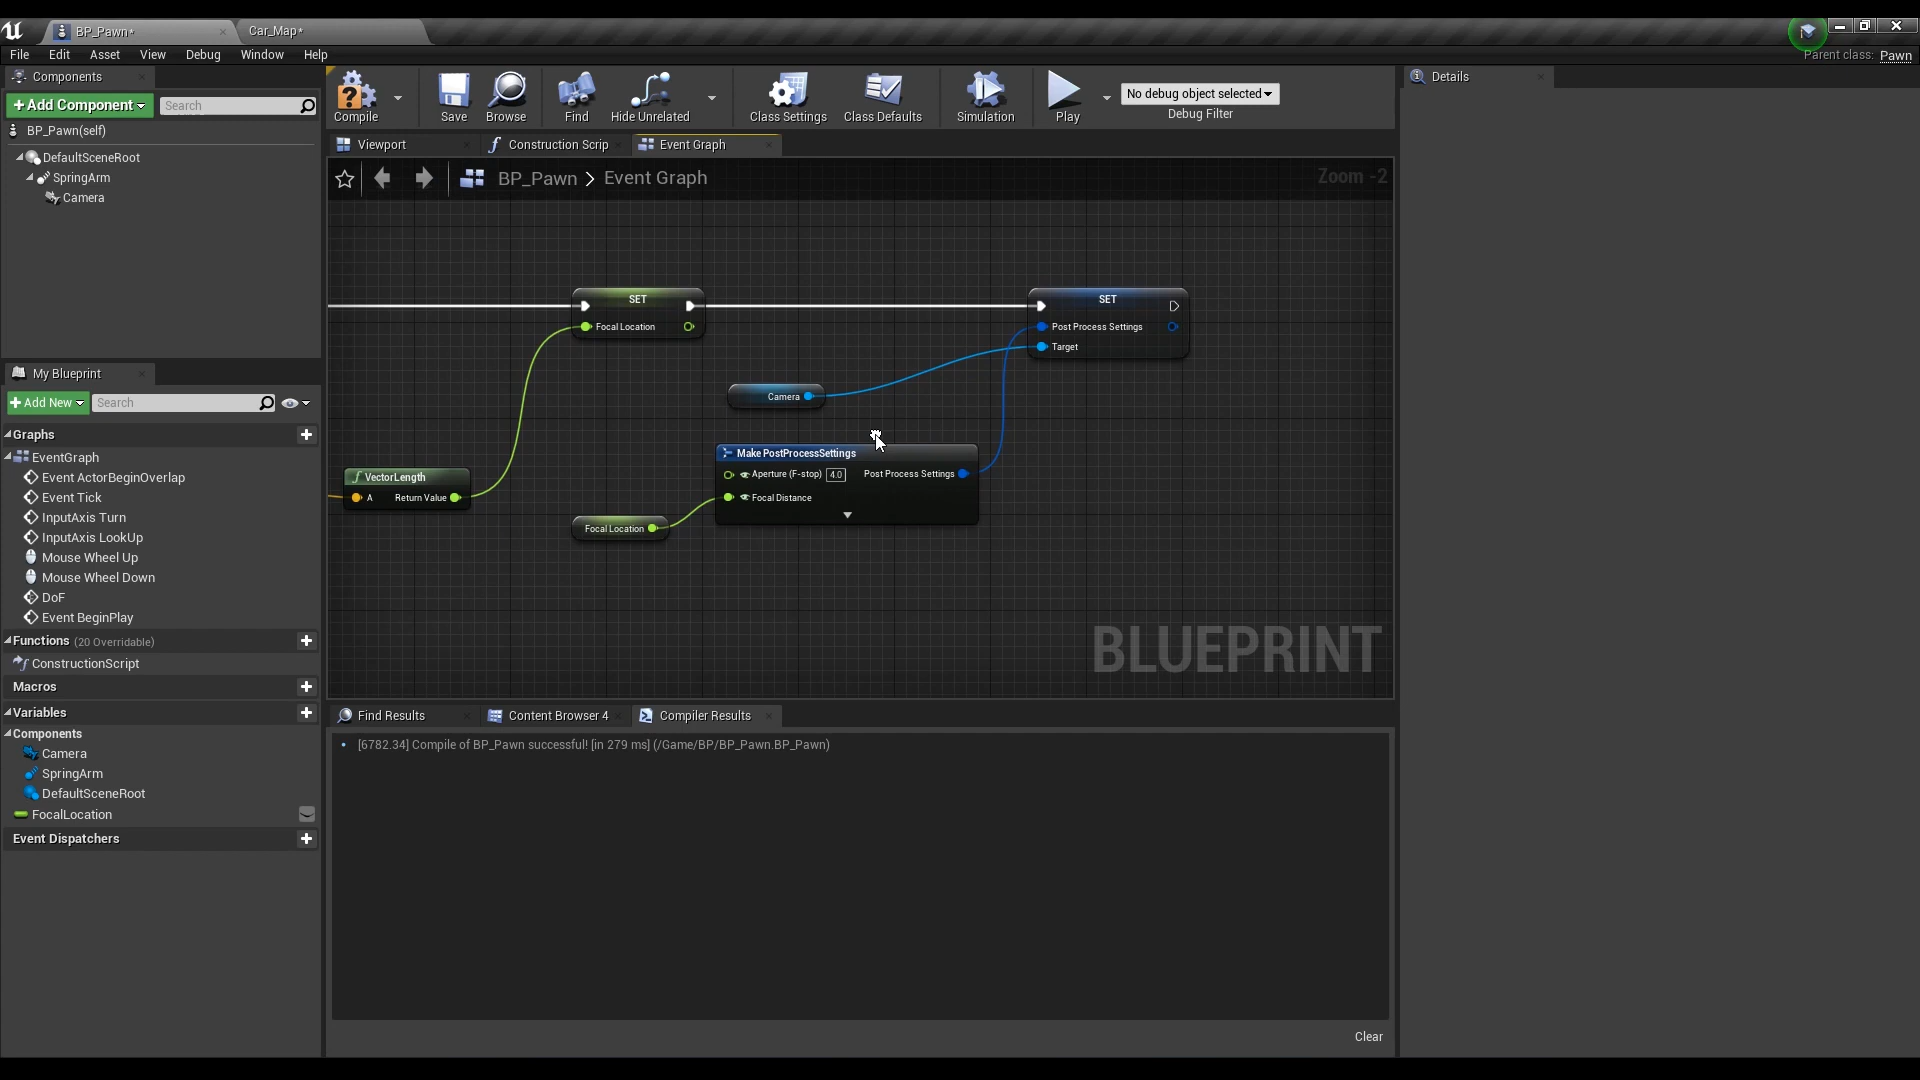 BP_Pawn*
Car_Map*
File Edit Asset View Debug Window Help
Parent class: Pawn
Components
+Add Component
Search
BP_Pawn(self)
DefaultSceneRoot
SpringArm
Camera
Compile
Save
Browse
Find
Hide Unrelated
Class Settings
Class Defaults
Simulation
Play
No debug object selected
Debug Filter
Details
Viewport
Construction Scrip
Event Graph
BP_Pawn > Event Graph
Zoom -2
SET
Focal Location
SET
Post Process Settings
Target
Camera
Make PostProcessSettings
Aperture (F-stop) 4.0 Post Process Settings
Focal Distance
VectorLength
A Return Value
Focal Location
BLUEPRINT
My Blueprint
+Add New
Search
Graphs
EventGraph
Event ActorBeginOverlap
Event Tick
InputAxis Turn
InputAxis LookUp
Mouse Wheel Up
Mouse Wheel Down
DoF
Event BeginPlay
Functions (20 Overridable)
ConstructionScript
Macros
Variables
Components
Camera
SpringArm
DefaultSceneRoot
FocalLocation
Event Dispatchers
Find Results
Content Browser 4
Compiler Results
[6782.34] Compile of BP_Pawn successful! [in 279 ms] (/Game/BP/BP_Pawn.BP_Pawn)
Clear